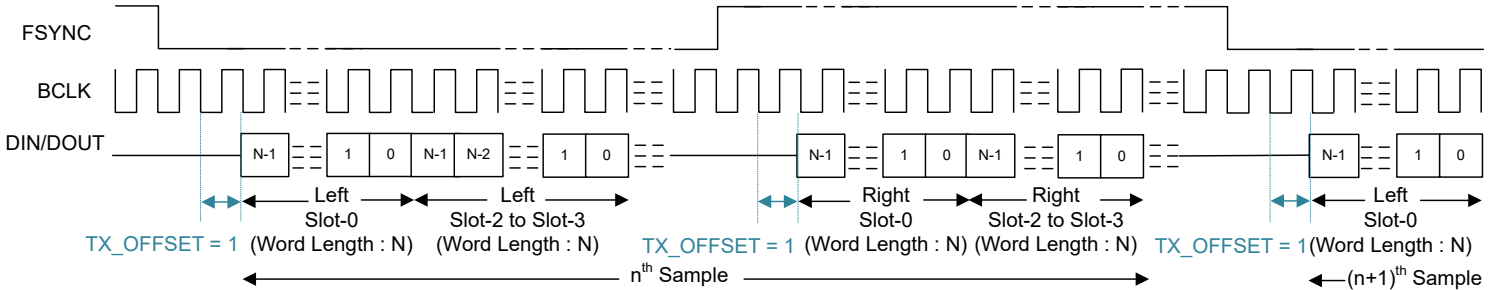 FSYNC
BCLK
DIN/DOUT
N-1 1 0 N-1 N-2 1 0 N-1 1 0 N-1 1 0 N-1 1 0
Left Left Right Right Left
Slot-0 Slot-2 to Slot-3 Slot-0 Slot-2 to Slot-3 Slot-0
TX_OFFSET = 1 (Word Length : N) (Word Length : N) TX_OFFSET = 1 (Word Length : N) (Word Length : N) TX_OFFSET = 1 (Word Length : N)
nth Sample (n+1)th Sample